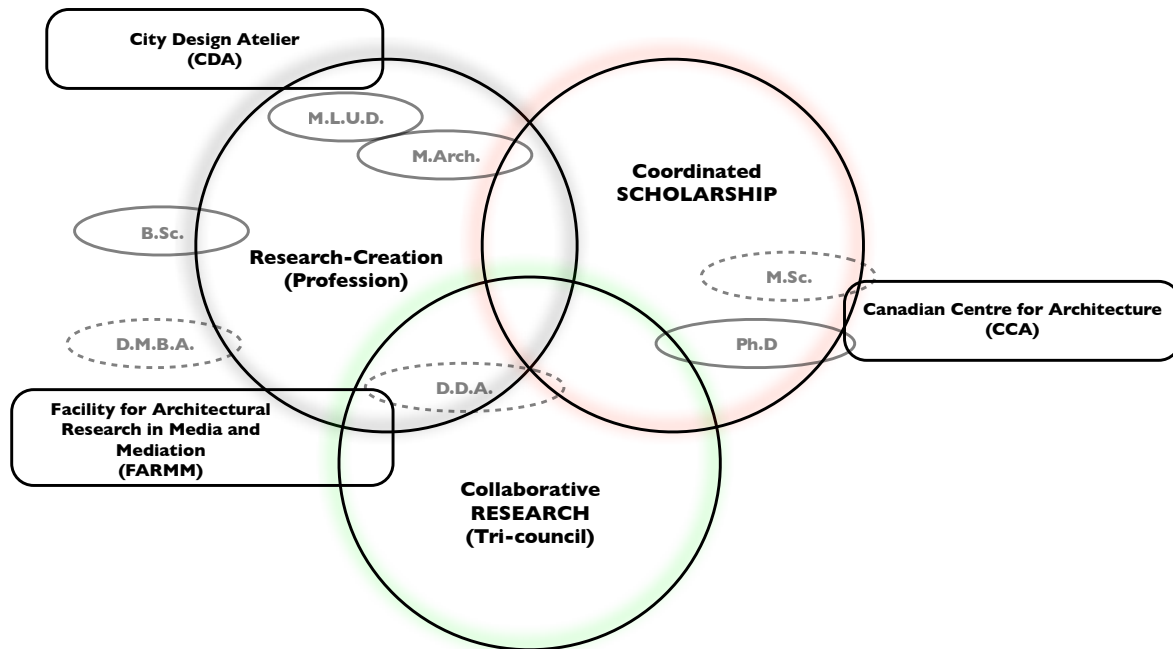 City Design Atelier
(CDA)
M.L.U.D.
M.Arch.
Coordinated
SCHOLARSHIP
B.Sc.
Research-Creation
(Profession)
M.Sc.
Canadian Centre for Architecture
(CCA)
D.M.B.A.
Ph.D
D.D.A.
Facility for Architectural
Research in Media and
Mediation
(FARMM)
Collaborative
RESEARCH
(Tri-council)